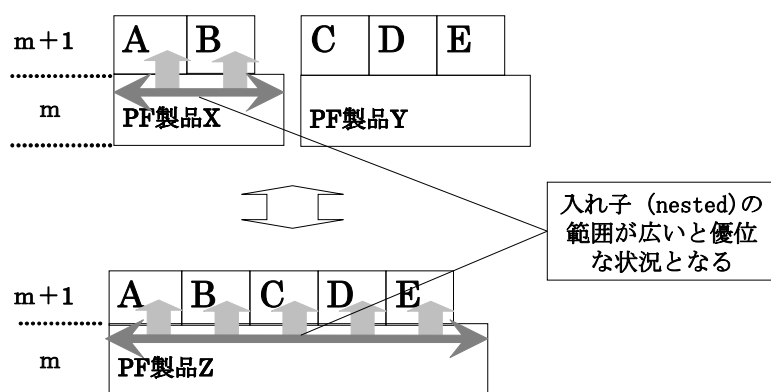 m＋1
A B C D E
m
PF製品X PF製品Y
入れ子 (nested)の
範囲が広いと優位
な状況となる
m＋1
A B C D E
m
PF製品Z